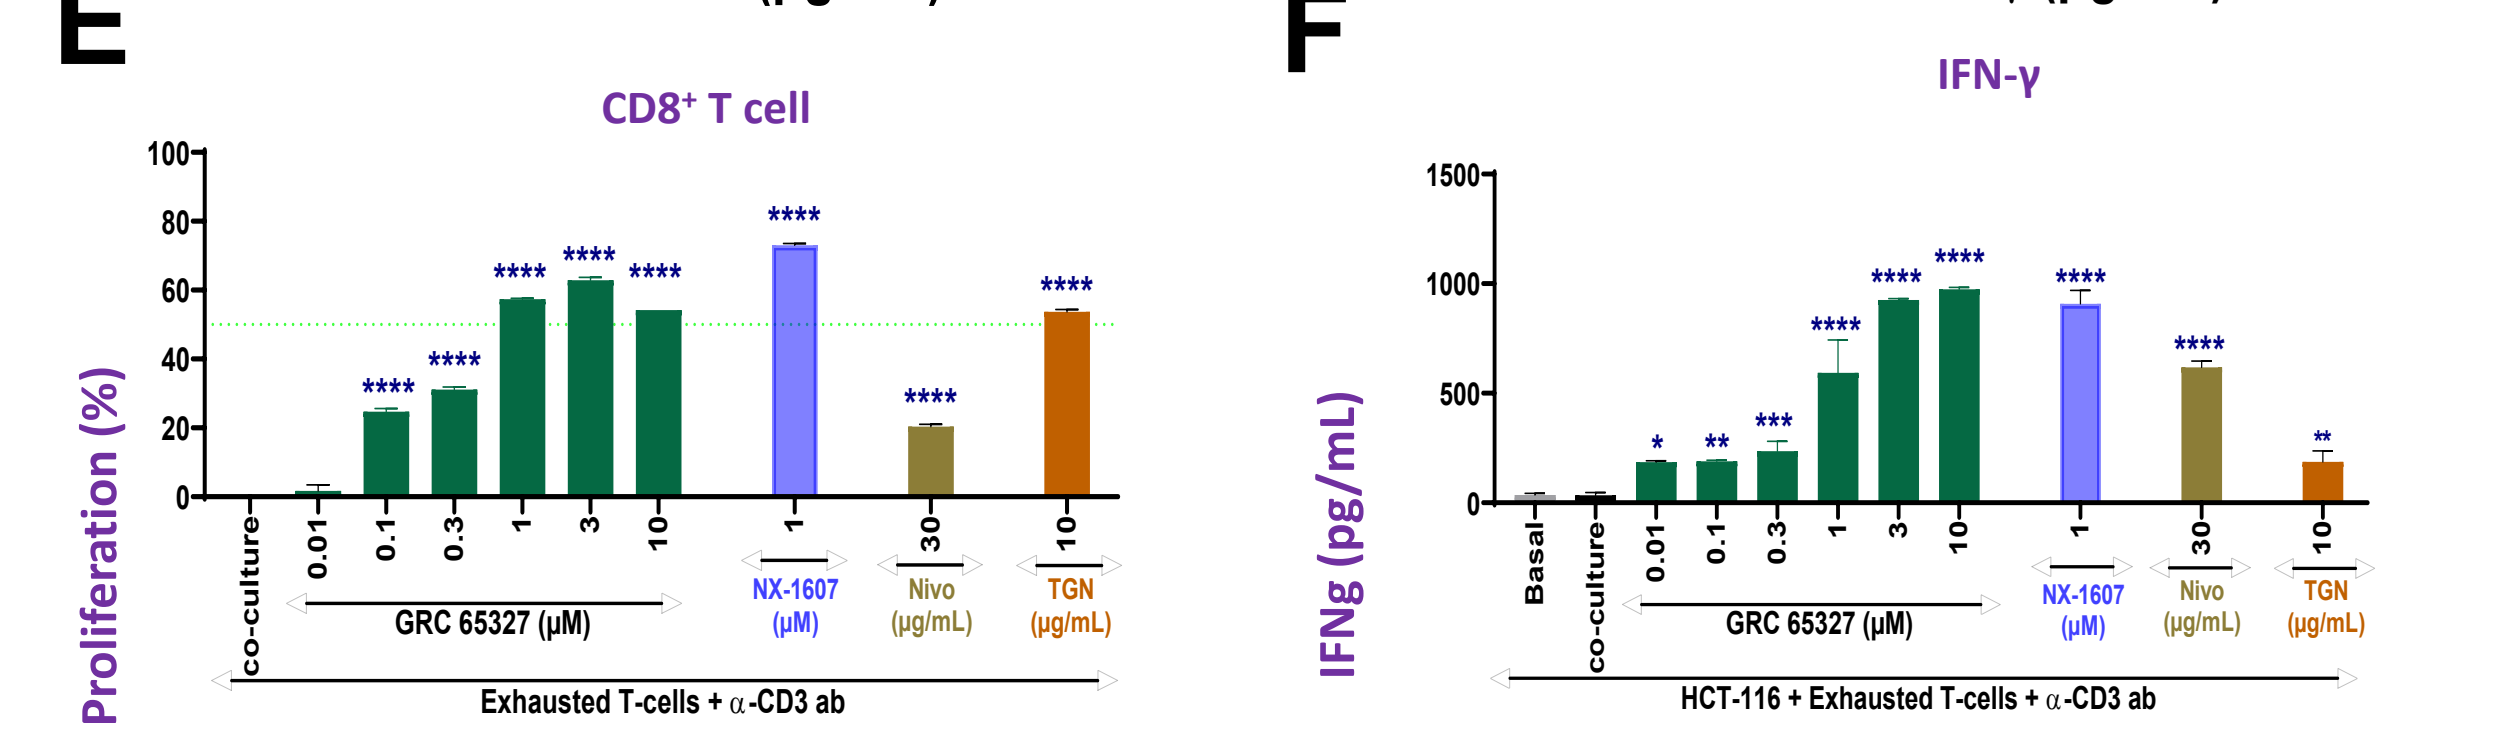 E
CD8+ T cell
Proliferation (%)
100
80
60
40
20
0
****
****
****
****
****
****
****
****
co-culture
0.01
0.1
0.3
1
3
10
1
30
10
GRC 65327 (µM)
NX-1607
(µM)
Nivo
(µg/mL)
TGN
(µg/mL)
Exhausted T-cells + α-CD3 ab
F
IFN-γ
IFNg (pg/mL)
1500
1000
500
0
*
**
***
****
****
****
****
****
**
Basal
co-culture
0.01
0.1
0.3
1
3
10
1
30
10
GRC 65327 (µM)
NX-1607
(µM)
Nivo
(µg/mL)
TGN
(µg/mL)
HCT-116 + Exhausted T-cells + α-CD3 ab